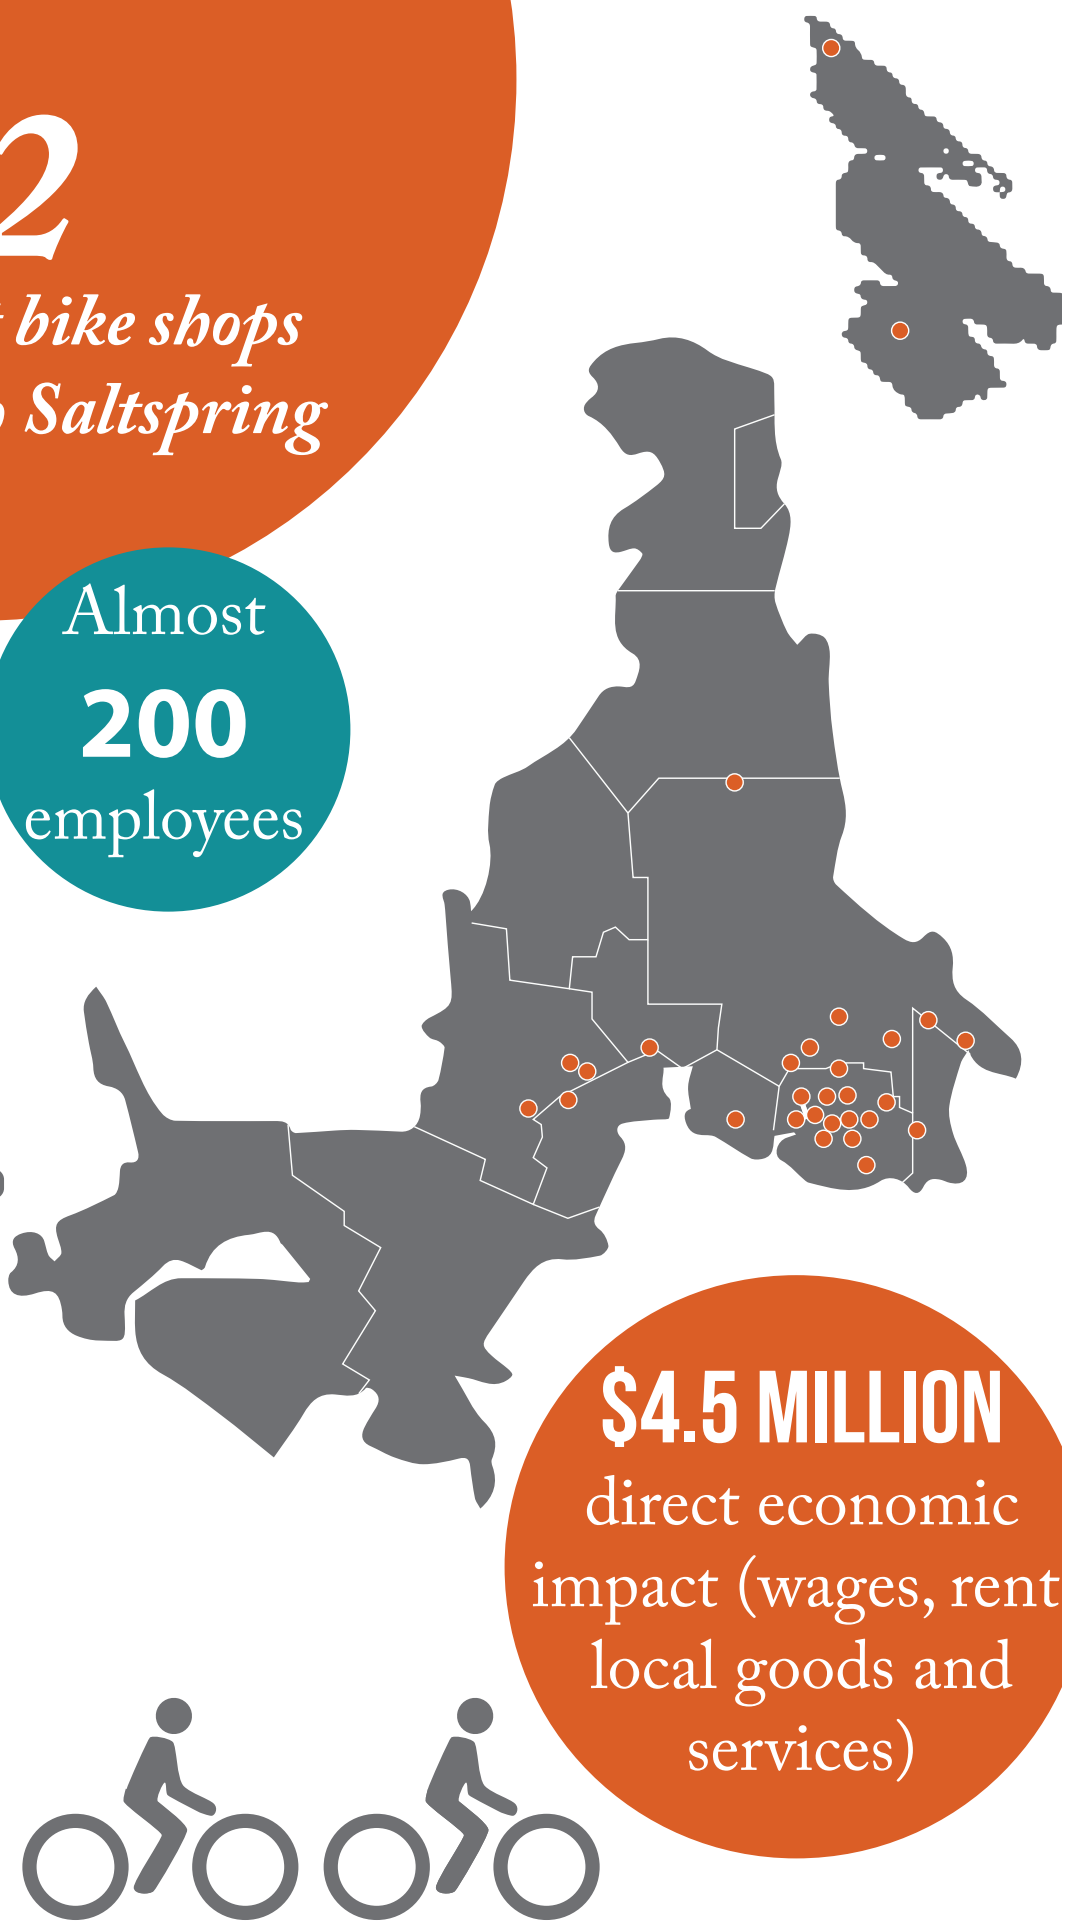 2
bike shops
Saltspring
Almost
200
employees
$4.5 MILLION
direct economic
impact (wages, rent
local goods and
services)